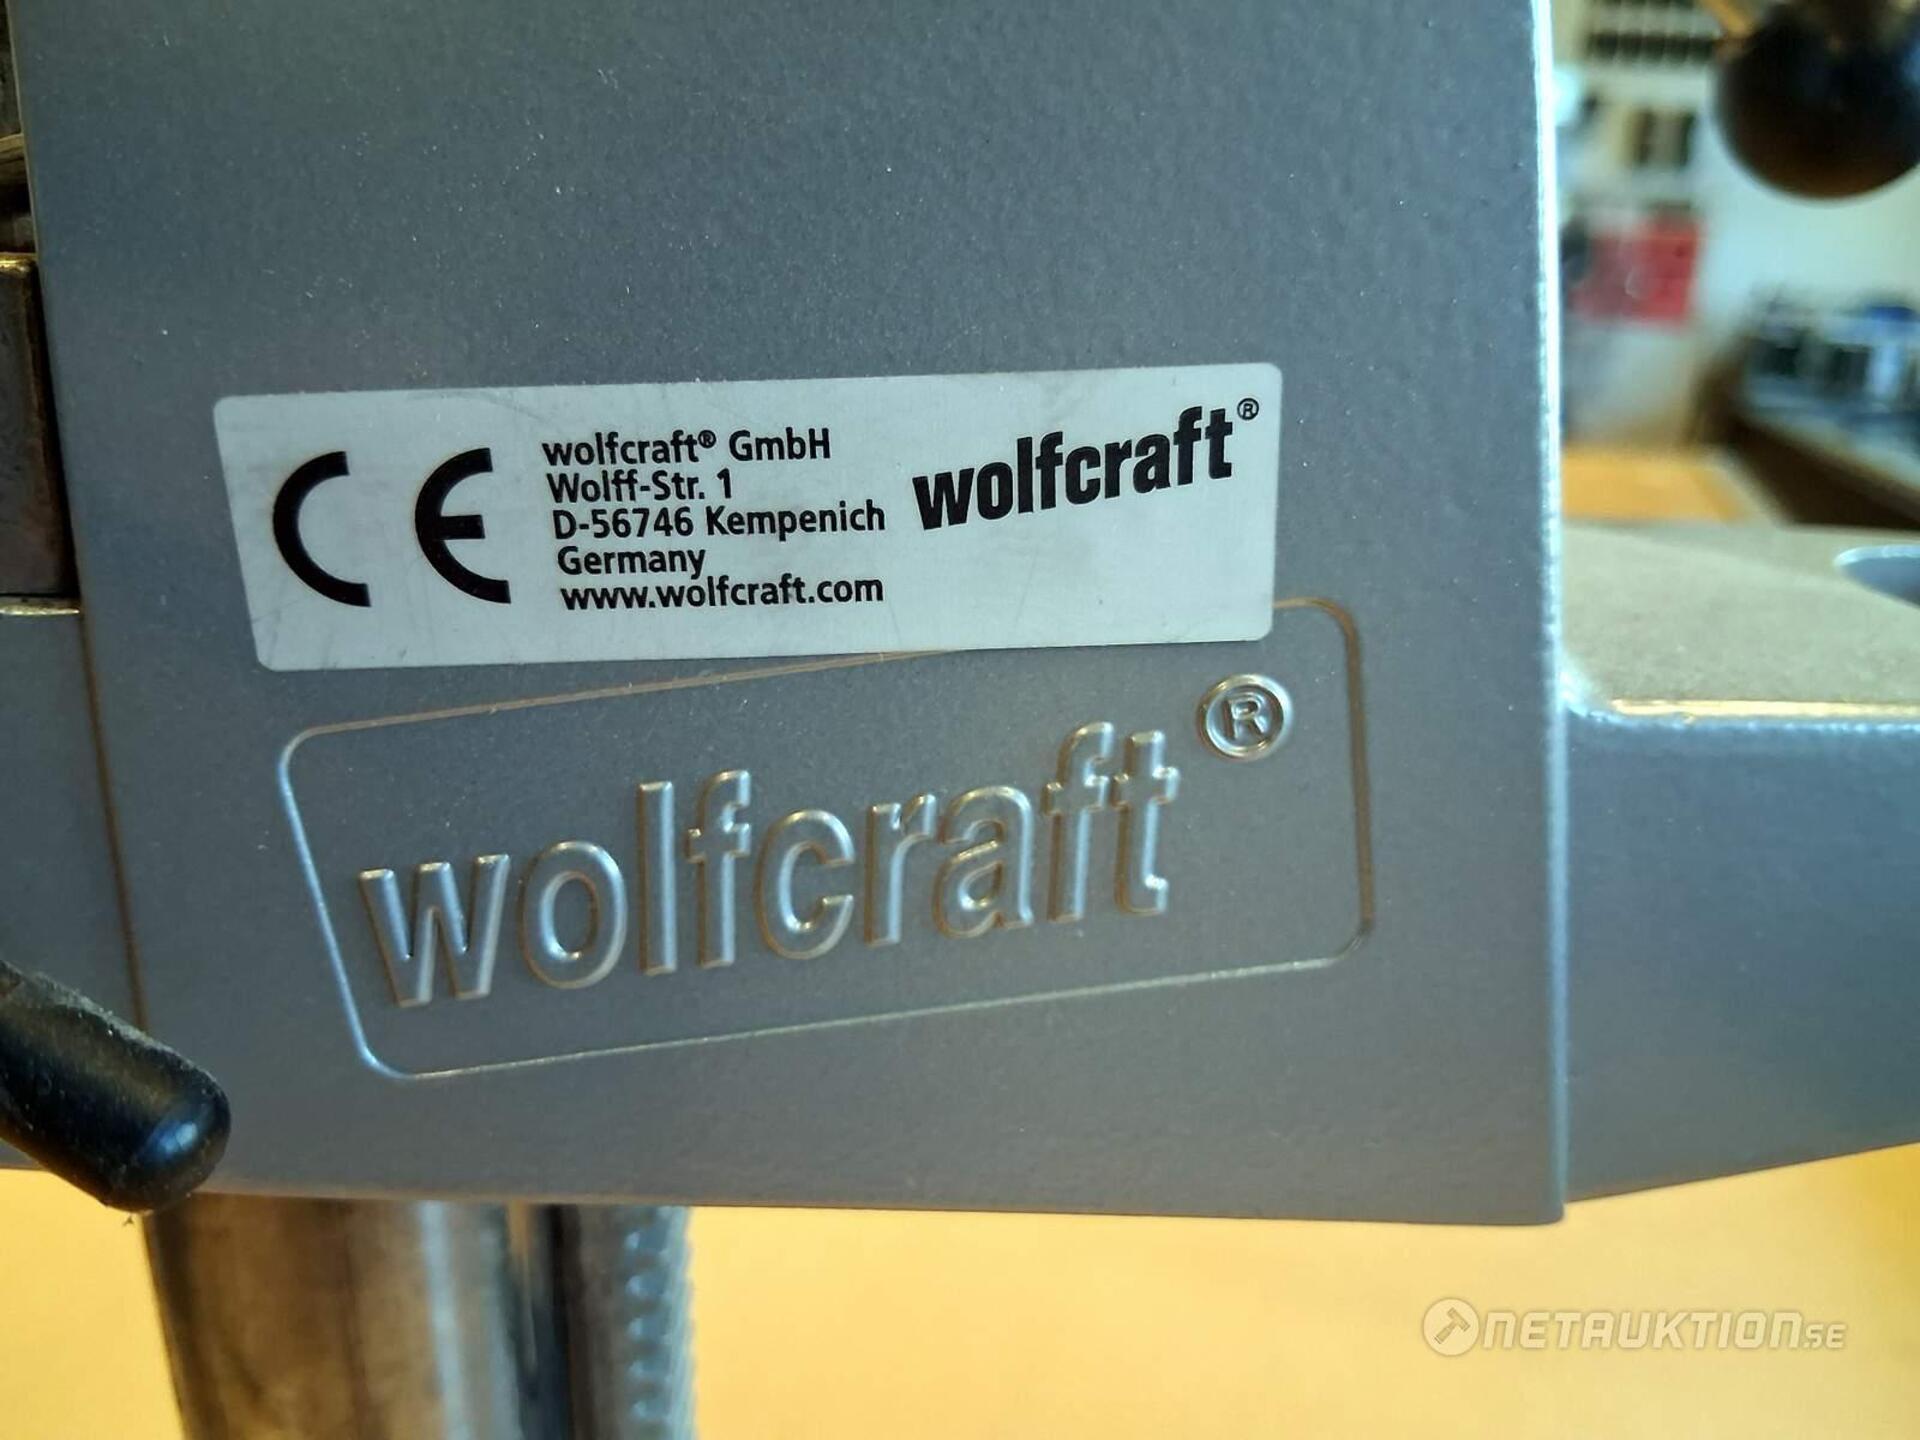 CE
wolfcraft® GmbH
Wolff-Str. 1
D-56746 Kempenich
Germany
www.wolfcraft.com
wolfcraft®
wolfcraft®
NETAUKTION.SE